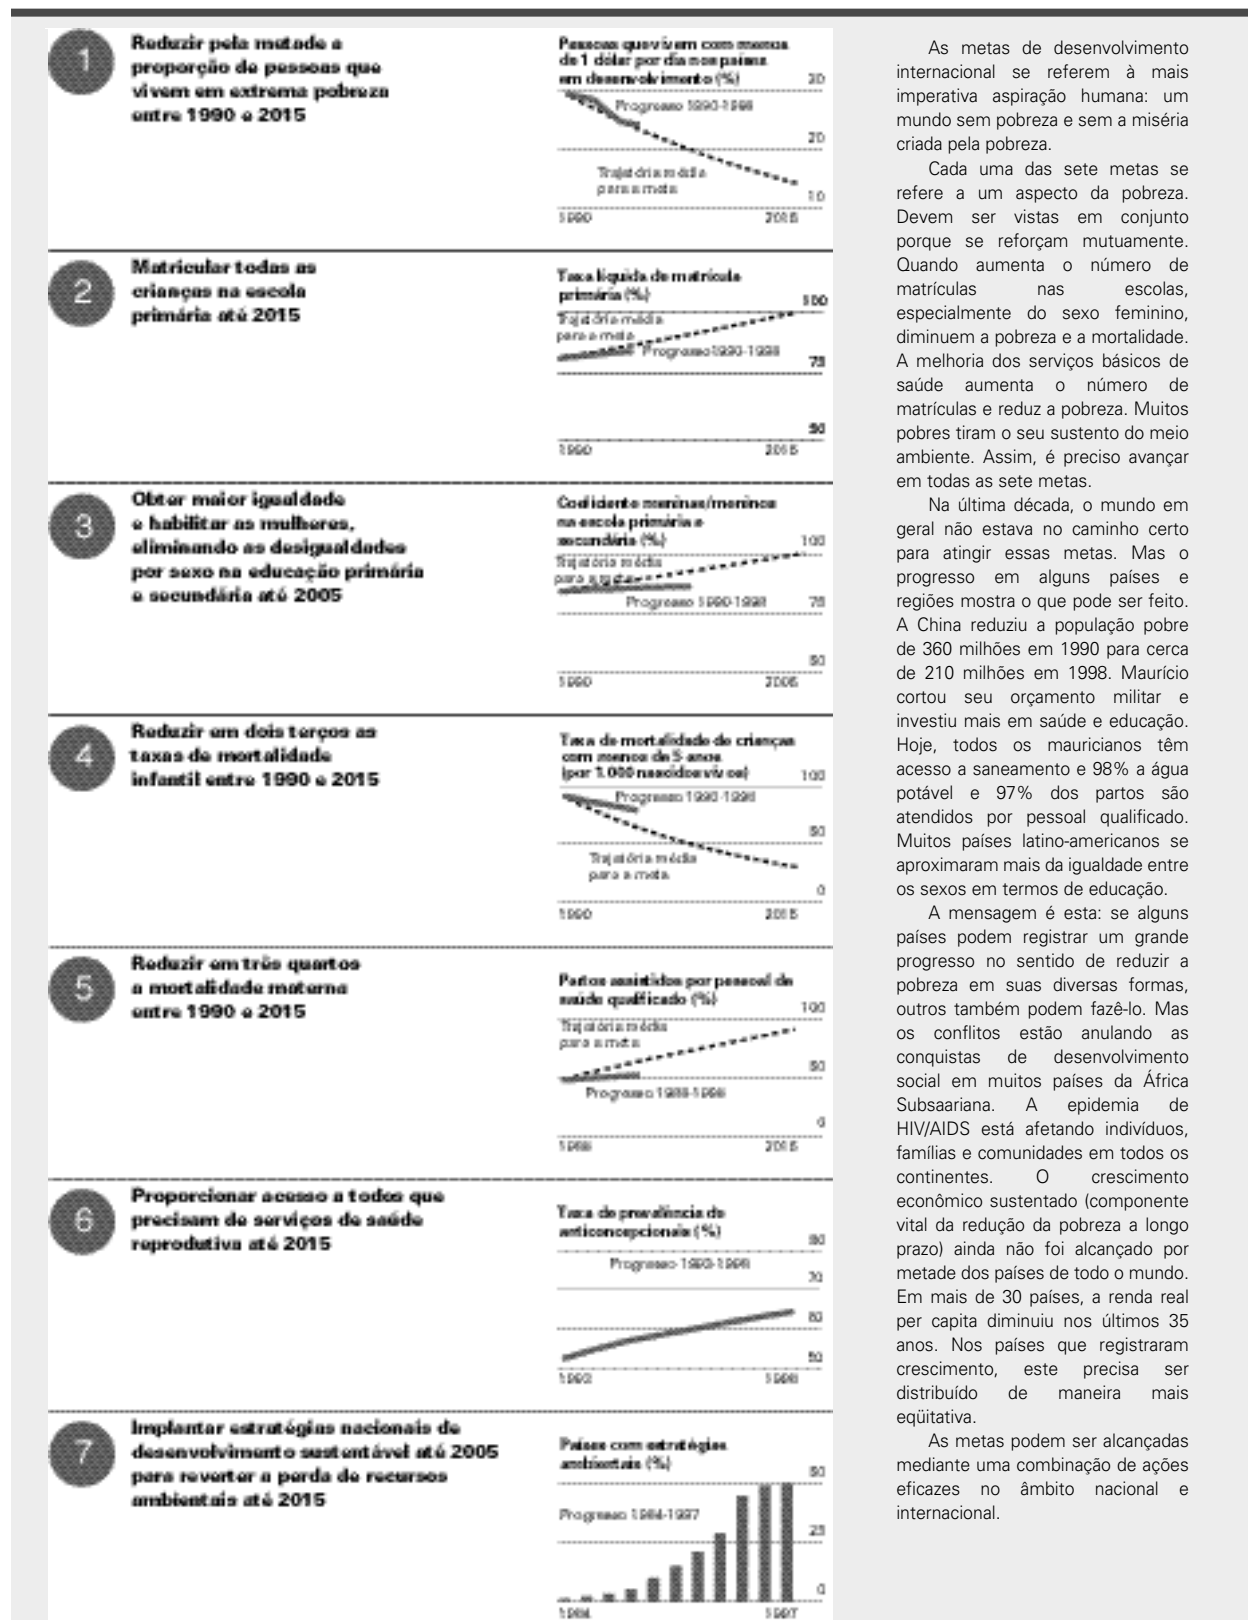 1
Reduzir pela metade a
proporção de pessoas que
vivem em extrema pobreza
entre 1990 e 2015
Pessoas que vivem com menos
de 1 dólar por dia nos países
em desenvolvimento (%)
30
Progresso 1990-1998
20
Trajetória média
para a meta
10
1990 2015
2
Matricular todas as
crianças na escola
primária até 2015
Taxa líquida de matrícula
primária (%)
100
Trajetória média
para a meta
Progresso 1990-1998
75
50
1990 2015
3
Obter maior igualdade
e habilitar as mulheres,
eliminando as desigualdades
por sexo na educação primária
e secundária até 2005
Coeficiente meninas/meninos
na escola primária e
secundária (%)
100
Trajetória média
para a meta
Progresso 1990-1998
75
50
1990 2005
4
Reduzir em dois terços as
taxas de mortalidade
infantil entre 1990 e 2015
Taxa de mortalidade de crianças
com menos de 5 anos
(por 1.000 nascidos vivos)
100
Progresso 1990-1998
50
Trajetória média
para a meta
0
1990 2015
5
Reduzir em três quartos
a mortalidade materna
entre 1990 e 2015
Partos assistidos por pessoal de
saúde qualificado (%)
100
Trajetória média
para a meta
50
Progresso 1988-1998
0
1988 2015
6
Proporcionar acesso a todos que
precisam de serviços de saúde
reprodutiva até 2015
Taxa de prevalência de
anticoncepcionais (%)
80
Progresso 1993-1998
70
60
50
1993 1998
7
Implantar estratégias nacionais de
desenvolvimento sustentável até 2005
para reverter a perda de recursos
ambientais até 2015
Países com estratégias
ambientais (%)
50
Progresso 1984-1997
25
0
1984 1997
As metas de desenvolvimento
internacional se referem à mais
imperativa aspiração humana: um
mundo sem pobreza e sem a miséria
criada pela pobreza.
Cada uma das sete metas se
refere a um aspecto da pobreza.
Devem ser vistas em conjunto
porque se reforçam mutuamente.
Quando aumenta o número de
matrículas nas escolas,
especialmente do sexo feminino,
diminuem a pobreza e a mortalidade.
A melhoria dos serviços básicos de
saúde aumenta o número de
matrículas e reduz a pobreza. Muitos
pobres tiram o seu sustento do meio
ambiente. Assim, é preciso avançar
em todas as sete metas.
Na última década, o mundo em
geral não estava no caminho certo
para atingir essas metas. Mas o
progresso em alguns países e
regiões mostra o que pode ser feito.
A China reduziu a população pobre
de 360 milhões em 1990 para cerca
de 210 milhões em 1998. Maurício
cortou seu orçamento militar e
investiu mais em saúde e educação.
Hoje, todos os mauricianos têm
acesso a saneamento e 98% a água
potável e 97% dos partos são
atendidos por pessoal qualificado.
Muitos países latino-americanos se
aproximaram mais da igualdade entre
os sexos em termos de educação.
A mensagem é esta: se alguns
países podem registrar um grande
progresso no sentido de reduzir a
pobreza em suas diversas formas,
outros também podem fazê-lo. Mas
os conflitos estão anulando as
conquistas de desenvolvimento
social em muitos países da África
Subsaariana. A epidemia de
HIV/AIDS está afetando indivíduos,
famílias e comunidades em todos os
continentes. O crescimento
econômico sustentado (componente
vital da redução da pobreza a longo
prazo) ainda não foi alcançado por
metade dos países de todo o mundo.
Em mais de 30 países, a renda real
per capita diminuiu nos últimos 35
anos. Nos países que registraram
crescimento, este precisa ser
distribuído de maneira mais
eqüitativa.
As metas podem ser alcançadas
mediante uma combinação de ações
eficazes no âmbito nacional e
internacional.